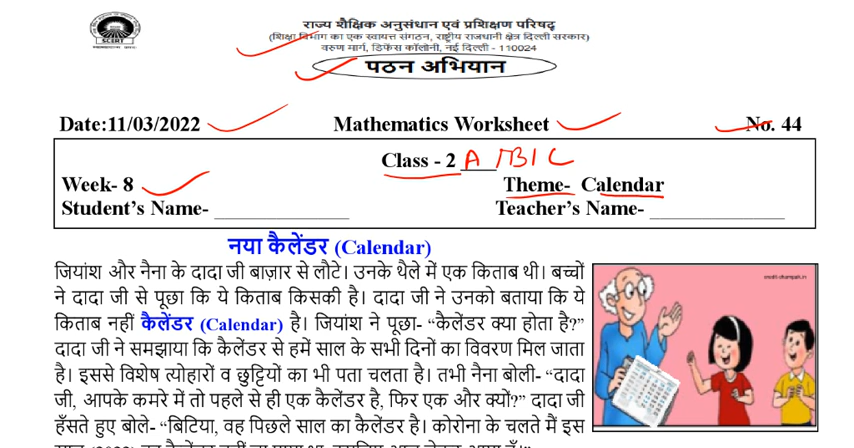 राज्य शैक्षिक अनुसंधान एवं प्रशिक्षण परिषद्
(शिक्षा विभाग का एक स्वायत्त संगठन, राष्ट्रीय राजधानी क्षेत्र दिल्ली सरकार)
वरुण मार्ग, डिफेंस कॉलोनी, नई दिल्ली - 110024
SCERT
पठन अभियान
Date:11/03/2022 Mathematics Worksheet No. 44
Class - 2 A B C
Week- 8 Theme- Calendar
Student's Name- Teacher's Name-
नया कैलेंडर (Calendar)
जियांश और नैना के दादा जी बाज़ार से लौटे। उनके थैले में एक किताब थी। बच्चों
ने दादा जी से पूछा कि ये किताब किसकी है। दादा जी ने उनको बताया कि ये
किताब नहीं कैलेंडर (Calendar) है। जियांश ने पूछा- “कैलेंडर क्या होता है?”
दादा जी ने समझाया कि कैलेंडर से हमें साल के सभी दिनों का विवरण मिल जाता
है। इससे विशेष त्योहारों व छुट्टियों का भी पता चलता है। तभी नैना बोली- “दादा
जी, आपके कमरे में तो पहले से ही एक कैलेंडर है, फिर एक और क्यों?” दादा जी
हँसते हुए बोले- “बिटिया, वह पिछले साल का कैलेंडर है। कोरोना के चलते मैं इस